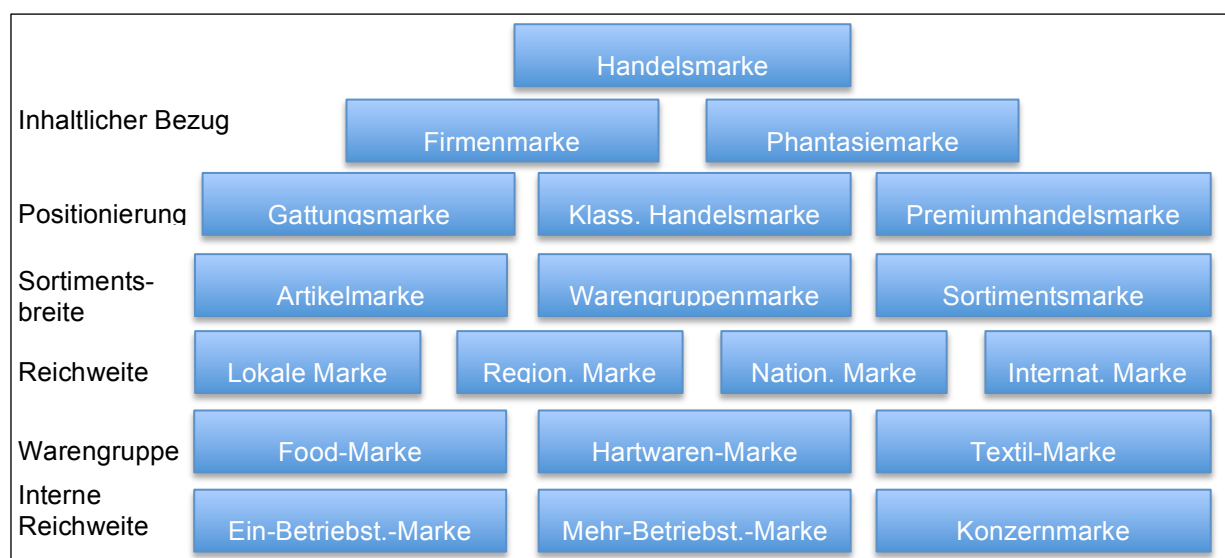 Handelsmarke
Inhaltlicher Bezug
Firmenmarke
Phantasiemarke
Positionierung
Gattungsmarke
Klass. Handelsmarke
Premiumhandelsmarke
Sortiments-
breite
Artikelmarke
Warengruppenmarke
Sortimentsmarke
Reichweite
Lokale Marke
Region. Marke
Nation. Marke
Internat. Marke
Warengruppe
Food-Marke
Hartwaren-Marke
Textil-Marke
Interne
Reichweite
Ein-Betriebst.-Marke
Mehr-Betriebst.-Marke
Konzernmarke